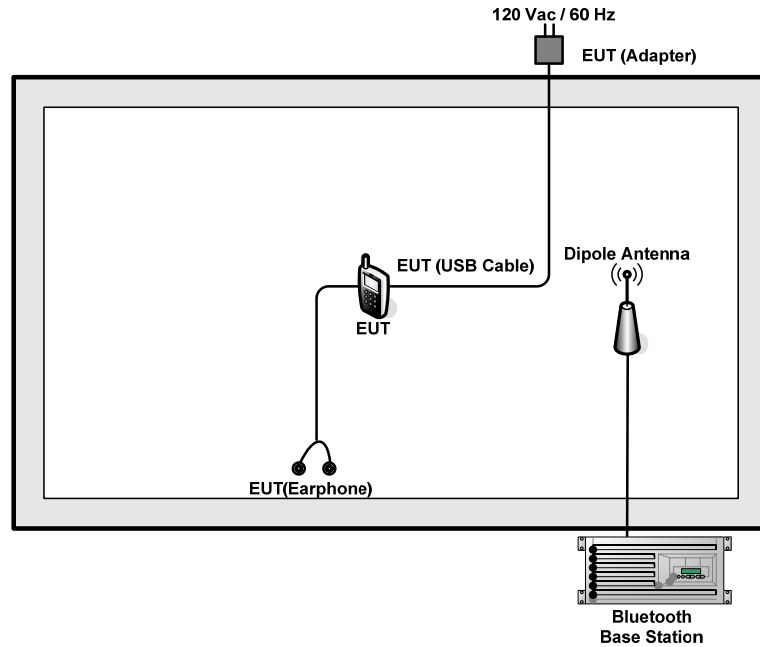 120 Vac / 60 Hz
EUT (Adapter)
Dipole Antenna
EUT (USB Cable)
EUT
EUT(Earphone)
Bluetooth
Base Station